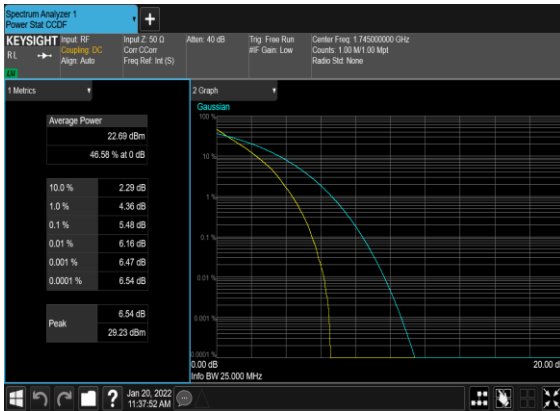 Spectrum Analyzer 1
Power Stat CCDF
+
KEYSIGHT
RL
LM
Input: RF
Coupling: DC
Align: Auto
Input Z: 50 Ω
Corr CCorr
Freq Ref: Int (S)
Atten: 40 dB
Trig: Free Run
#IF Gain: Low
Center Freq: 1.745000000 GHz
Counts: 1.00 M/1.00 Mpt
Radio Std: None
1 Metrics
Average Power
22.69 dBm
46.58 % at 0 dB
10.0 % 2.29 dB
1.0 % 4.36 dB
0.1 % 5.48 dB
0.01 % 6.16 dB
0.001 % 6.47 dB
0.0001 % 6.54 dB
Peak
6.54 dB
29.23 dBm
2 Graph
Gaussian
100 %
10 %
1 %
0.1 %
0.01 %
0.001 %
0.0001 %
0.00 dB
20.00 d
Info BW 25.000 MHz
?
Jan 20, 2022
11:37:52 AM